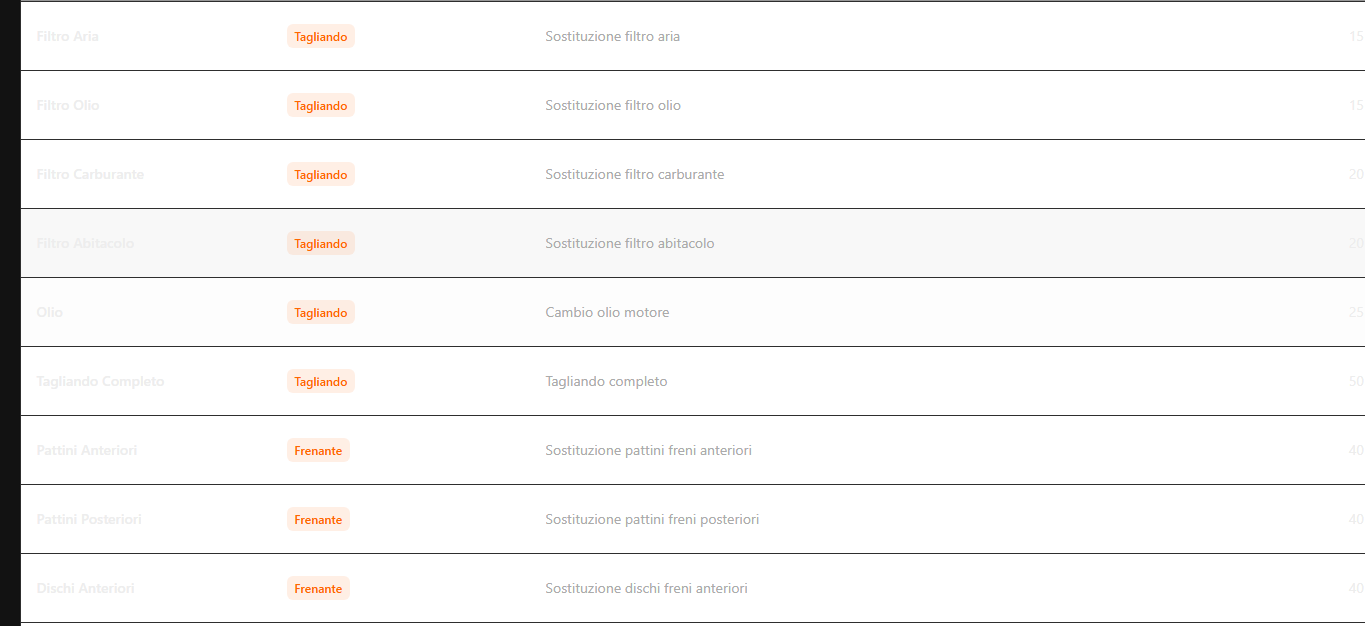 Filtro Aria Tagliando Sostituzione filtro aria 15
Filtro Olio Tagliando Sostituzione filtro olio 15
Filtro Carburante Tagliando Sostituzione filtro carburante 20
Filtro Abitacolo Tagliando Sostituzione filtro abitacolo 20
Olio Tagliando Cambio olio motore 25
Tagliando Completo Tagliando Tagliando completo 50
Pattini Anteriori Frenante Sostituzione pattini freni anteriori 40
Pattini Posteriori Frenante Sostituzione pattini freni posteriori 40
Dischi Anteriori Frenante Sostituzione dischi freni anteriori 40